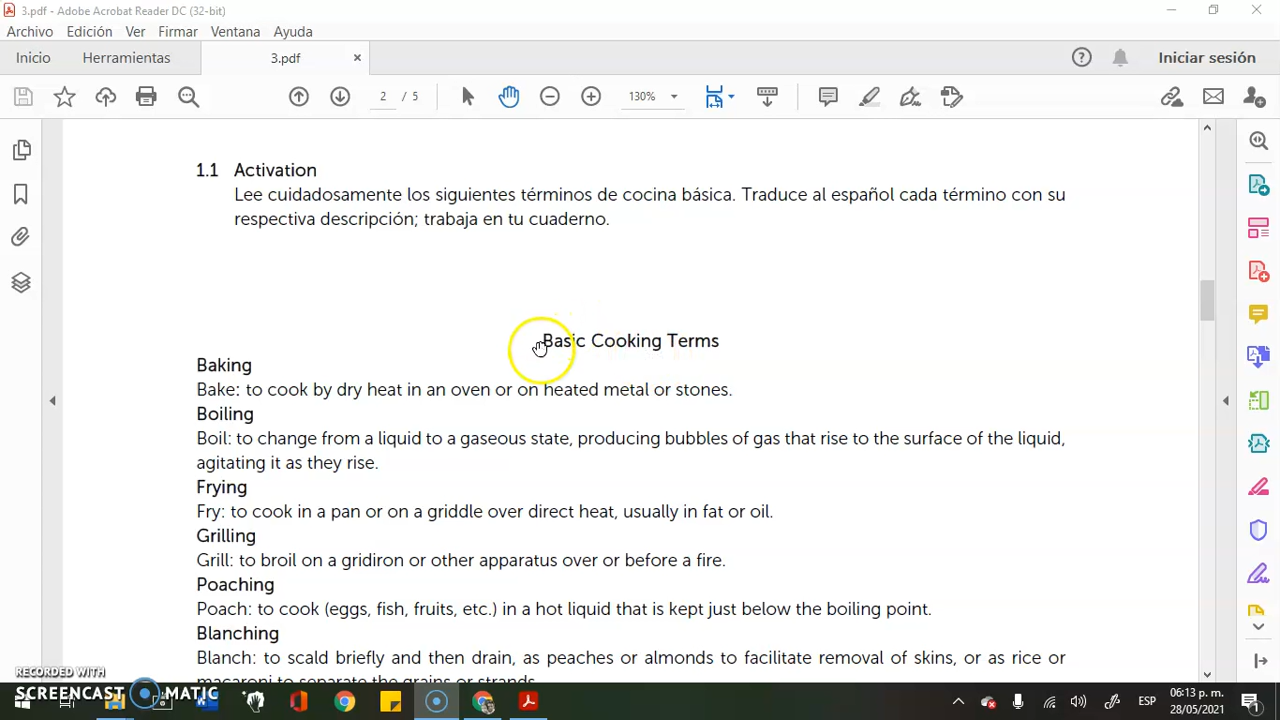 3.pdf - Adobe Acrobat Reader DC (32-bit)
Archivo Edición Ver Firmar Ventana Ayuda
Inicio Herramientas 3.pdf × Iniciar sesión
2 / 5 130%
1.1 Activation
Lee cuidadosamente los siguientes términos de cocina básica. Traduce al español cada término con su
respectiva descripción; trabaja en tu cuaderno.
Basic Cooking Terms
Baking
Bake: to cook by dry heat in an oven or on heated metal or stones.
Boiling
Boil: to change from a liquid to a gaseous state, producing bubbles of gas that rise to the surface of the liquid,
agitating it as they rise.
Frying
Fry: to cook in a pan or on a griddle over direct heat, usually in fat or oil.
Grilling
Grill: to broil on a gridiron or other apparatus over or before a fire.
Poaching
Poach: to cook (eggs, fish, fruits, etc.) in a hot liquid that is kept just below the boiling point.
Blanching
Blanch: to scald briefly and then drain, as peaches or almonds to facilitate removal of skins, or as rice or
macaroni to separate the grains or strands.
RECORDED WITH
SCREENCAST MATIC
ESP
06:13 p. m.
28/05/2021